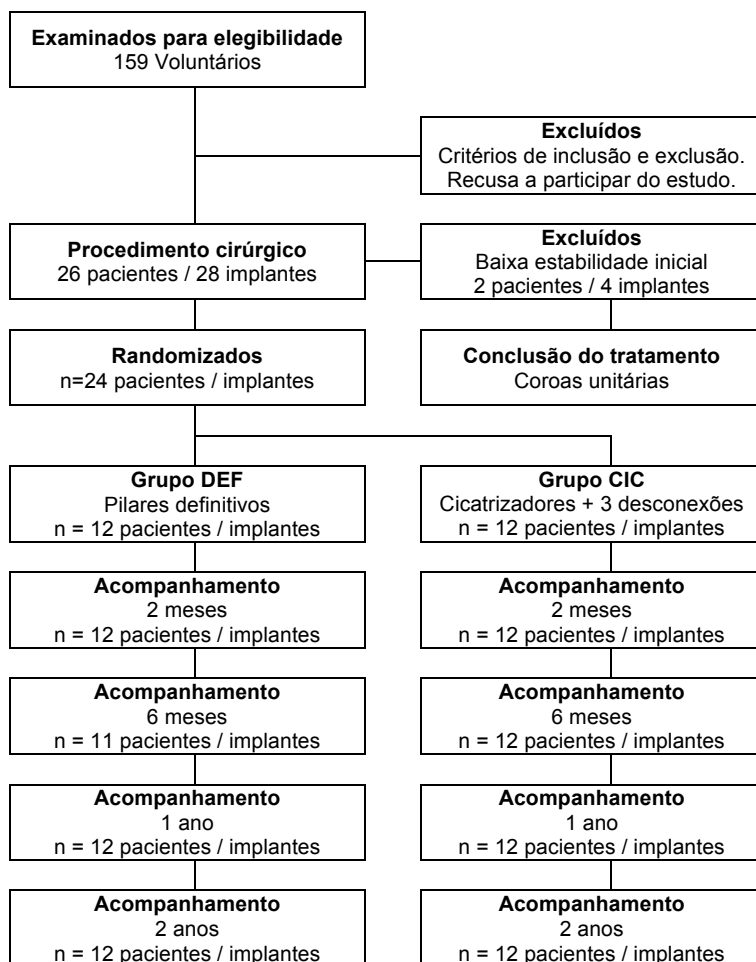 Examinados para elegibilidade
159 Voluntários
Excluídos
Critérios de inclusão e exclusão.
Recusa a participar do estudo.
Procedimento cirúrgico
26 pacientes / 28 implantes
Excluídos
Baixa estabilidade inicial
2 pacientes / 4 implantes
Randomizados
n=24 pacientes / implantes
Conclusão do tratamento
Coroas unitárias
Grupo DEF
Pilares definitivos
n = 12 pacientes / implantes
Grupo CIC
Cicatrizadores + 3 desconexões
n = 12 pacientes / implantes
Acompanhamento
2 meses
n = 12 pacientes / implantes
Acompanhamento
2 meses
n = 12 pacientes / implantes
Acompanhamento
6 meses
n = 11 pacientes / implantes
Acompanhamento
6 meses
n = 12 pacientes / implantes
Acompanhamento
1 ano
n = 12 pacientes / implantes
Acompanhamento
1 ano
n = 12 pacientes / implantes
Acompanhamento
2 anos
n = 12 pacientes / implantes
Acompanhamento
2 anos
n = 12 pacientes / implantes